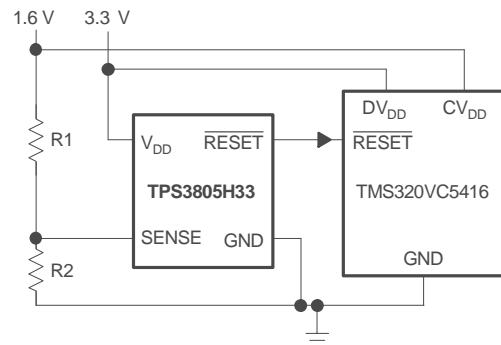 1.6 V 3.3 V
DVDD CVDD
R1
VDD RESET RESET
TPS3805H33 TMS320VC5416
SENSE GND
GND
R2